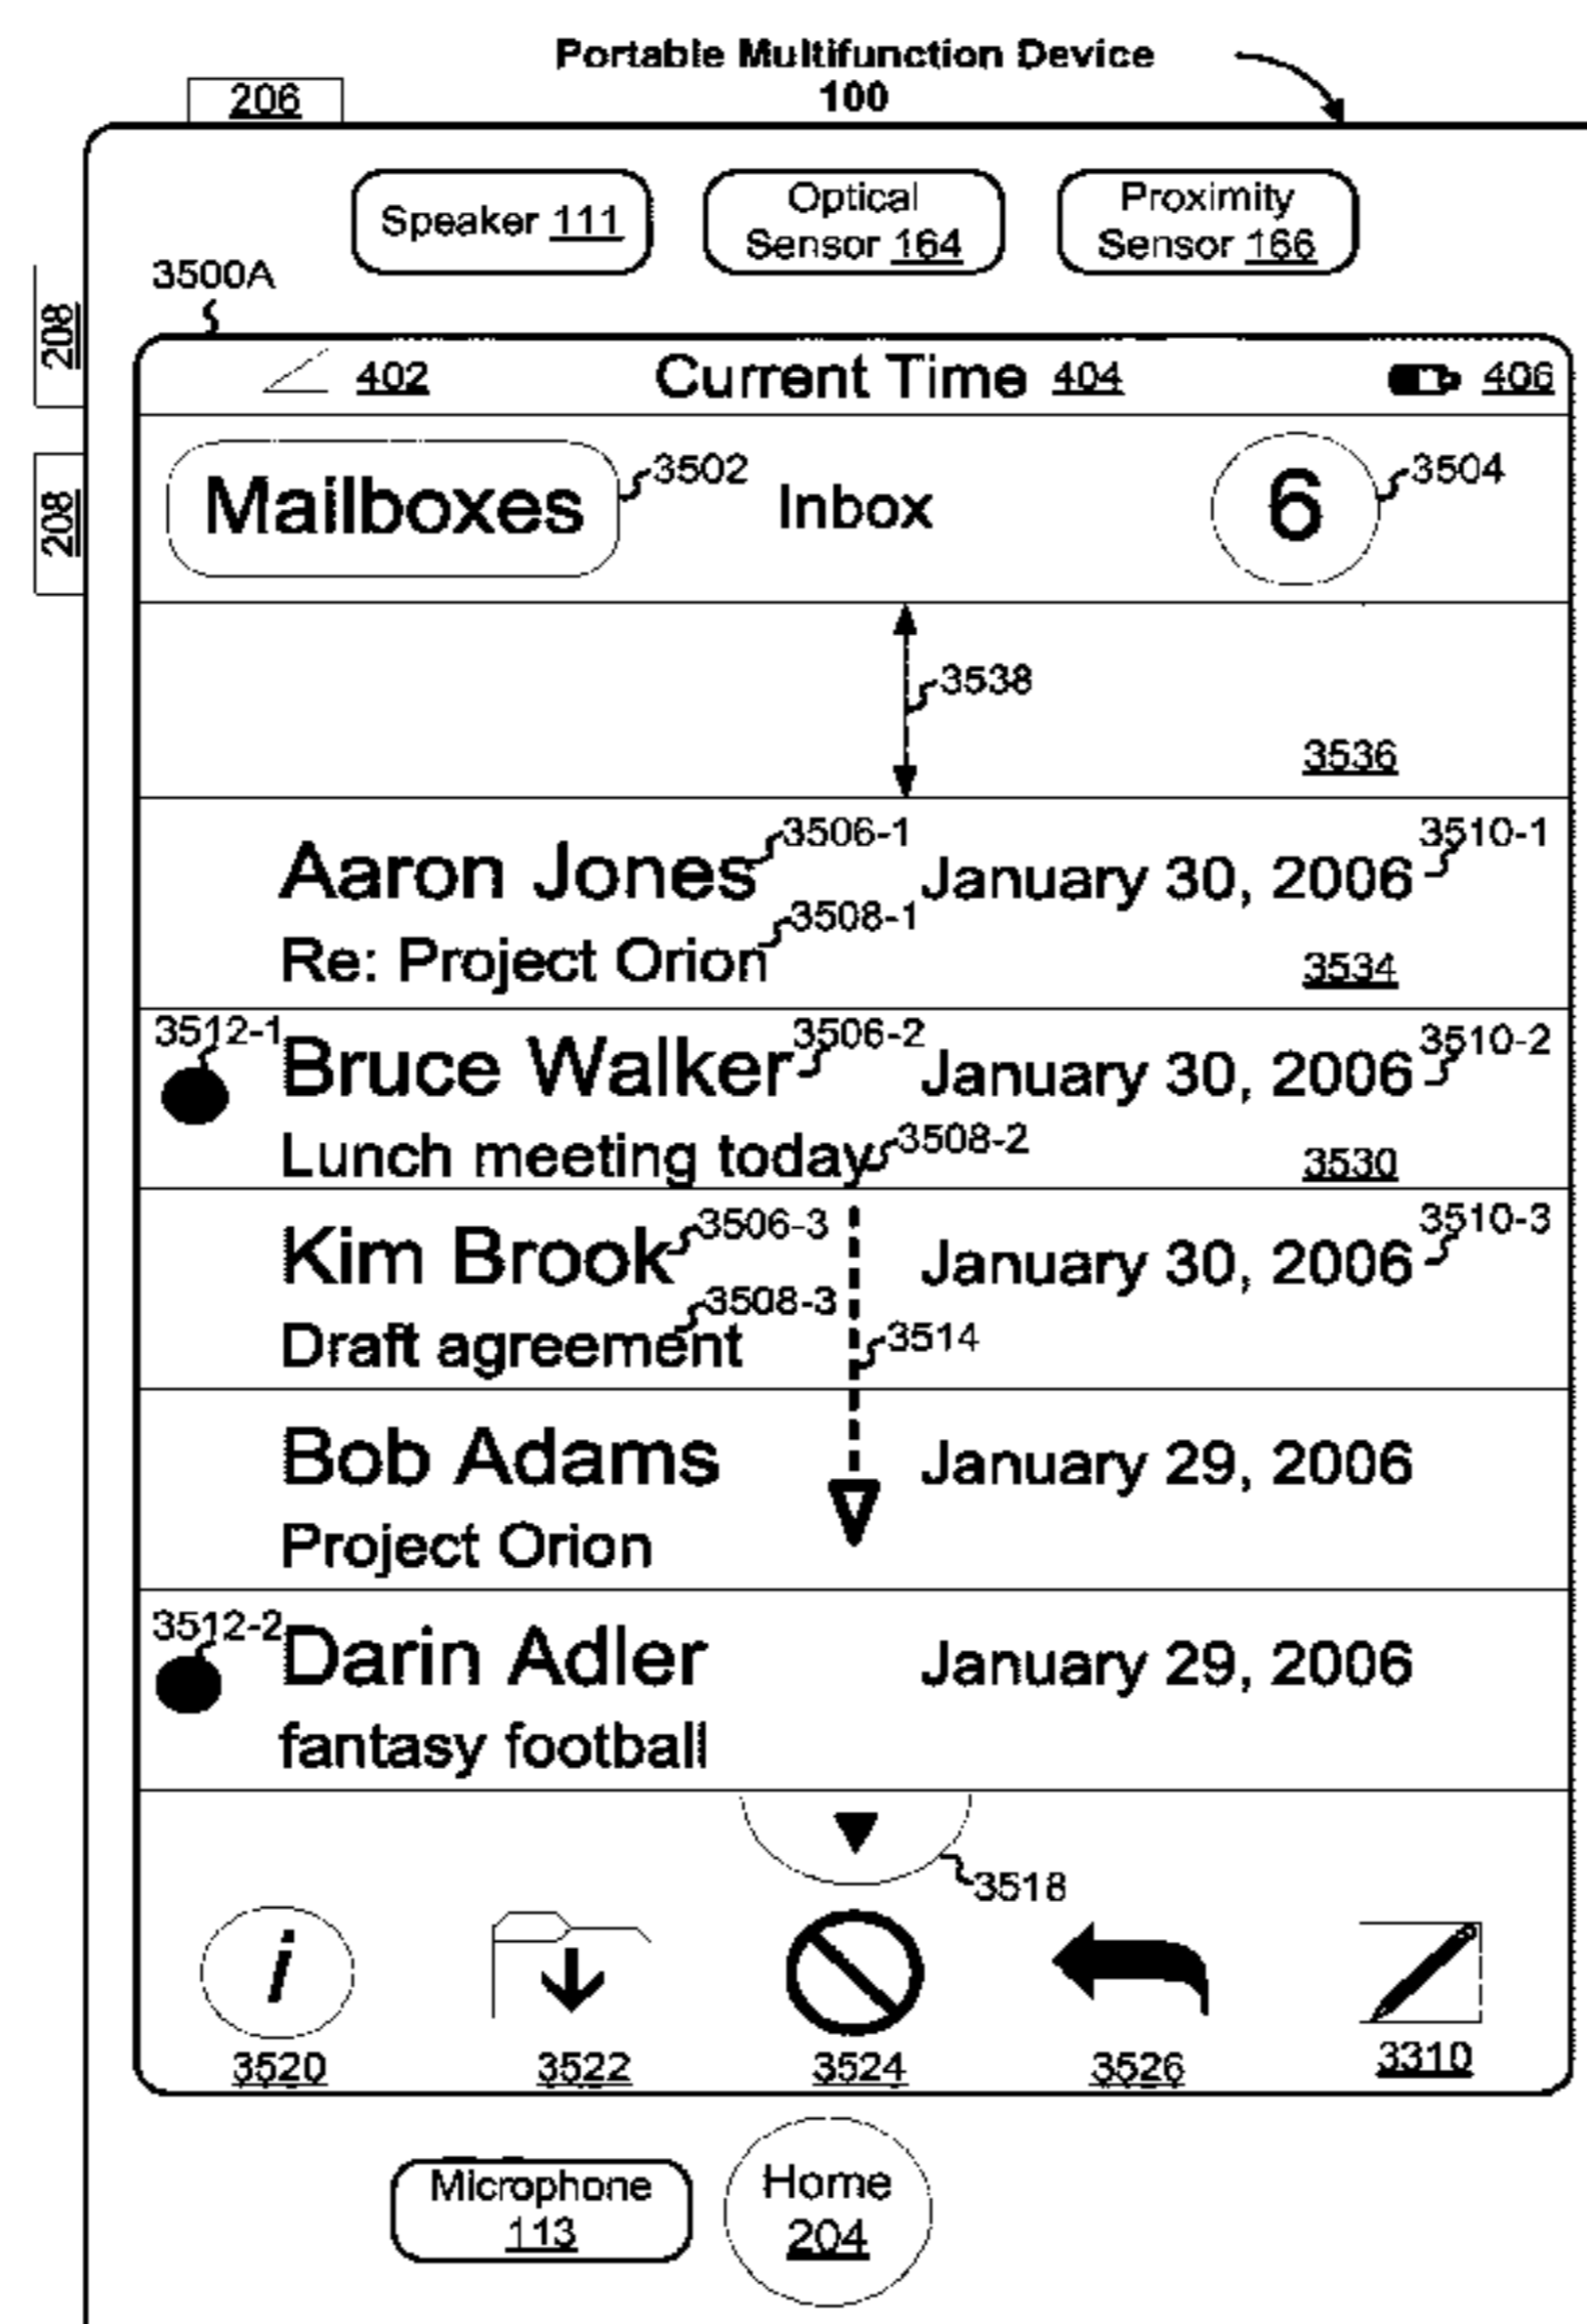 Portable Multifunction Device
100
206
Speaker 111
Optical
Sensor 164
Proximity
Sensor 166
3500A
208
402
Current Time 404
406
Mailboxes
3502
Inbox
6
3504
208
3538
3536
Aaron Jones
3506-1
January 30, 2006
3510-1
Re: Project Orion
3508-1
3534
3512-1
Bruce Walker
3506-2
January 30, 2006
3510-2
Lunch meeting today
3508-2
3530
Kim Brook
3506-3
January 30, 2006
3510-3
Draft agreement
3508-3
3514
Bob Adams
January 29, 2006
Project Orion
3512-2
Darin Adler
January 29, 2006
fantasy football
3518
i
3520
3522
3524
3526
3310
Microphone
113
Home
204